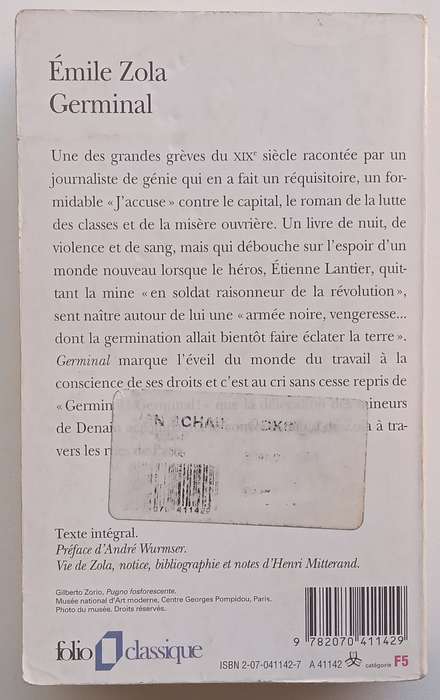 Émile Zola
Germinal
Une des grandes grèves du XIXe siècle racontée par un
journaliste de génie qui en a fait un réquisitoire, un for-
midable « J'accuse » contre le capital, le roman de la lutte
des classes et de la misère ouvrière. Un livre de nuit, de
violence et de sang, mais qui débouche sur l'espoir d'un
monde nouveau lorsque le héros, Étienne Lantier, quit-
tant la mine « en soldat raisonneur de la révolution »,
sent naître autour de lui une « armée noire, vengeresse...
dont la germination allait bientôt faire éclater la terre ».
Germinal marque l'éveil du monde du travail à la
conscience de ses droits et c'est au cri sans cesse repris de
« Germinal! Germinal! » que la délégation des mineurs
de Denain à tra-
vers les
Texte intégral.
Préface d'André Wurmser.
Vie de Zola, notice, bibliographie et notes d'Henri Mitterand.
Gilberto Zorio, Pugno fosforescente.
Musée national d'Art moderne, Centre Georges Pompidou, Paris.
Photo du musée. Droits réservés.
9 782070 411429
folio classique
ISBN 2-07-041142-7 A 41142 catégorie F5